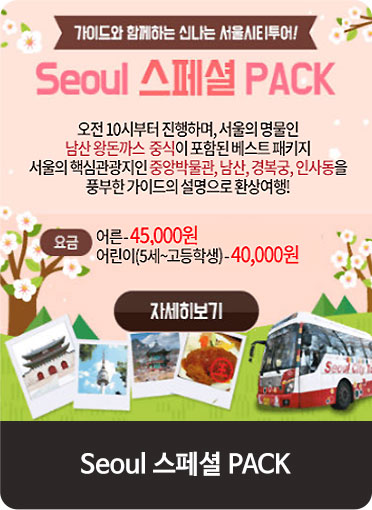 가이드와 함께하는 신나는 서울시티투어!
Seoul 스페셜 PACK
오전 10시부터 진행하며, 서울의 명물인
남산 왕돈까스 중식이 포함된 베스트 패키지
서울의 핵심관광지인 중앙박물관, 남산, 경복궁, 인사동을
풍부한 가이드의 설명으로 환상여행!
요금
어른 - 45,000원
어린이(5세~고등학생) - 40,000원
자세히보기
Seoul City
Seoul 스페셜 PACK